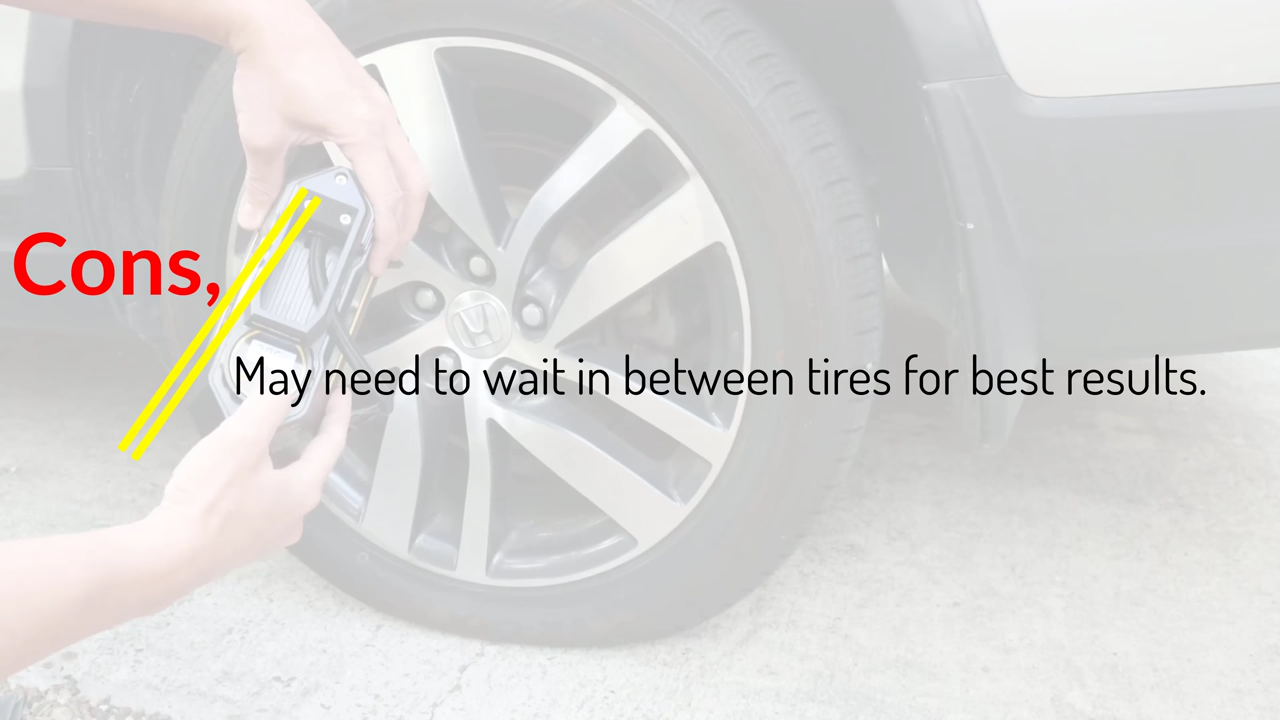 Cons,
May need to wait in between tires for best results.